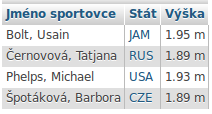 Jméno sportovce Stát Výška
Bolt, Usain JAM 1.95 m
Černovová, Tatjana RUS 1.89 m
Phelps, Michael USA 1.93 m
Špotáková, Barbora CZE 1.89 m